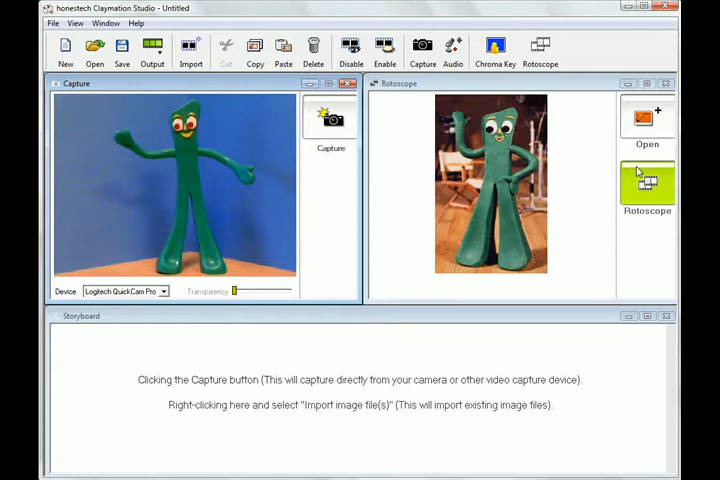 honestech Claymation Studio - Untitled
File View Window Help
New Open Save Output Import Cut Copy Paste Delete Disable Enable Capture Audio Chroma Key Rotoscope
Capture
Rotoscope
Capture
Open
Rotoscope
Device Logitech QuickCam Pro Transparency
Storyboard
Clicking the Capture button (This will capture directly from your camera or other video capture device).
Right-clicking here and select "Import image file(s)" (This will import existing image files).